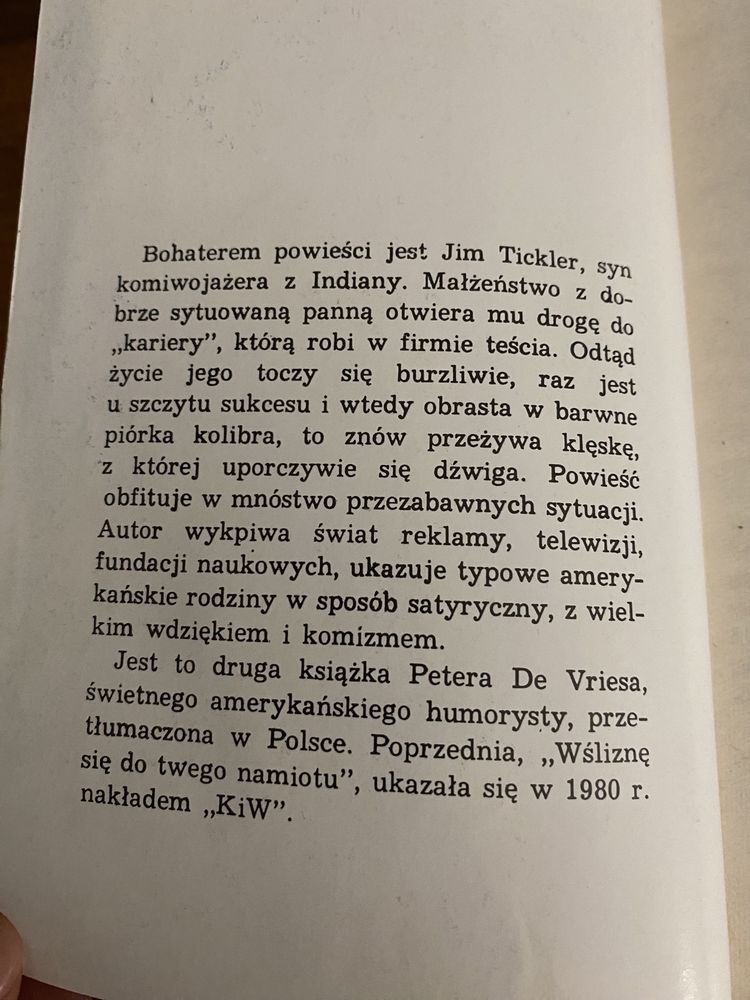 Bohaterem powieści jest Jim Tickler, syn
komiwojażera z Indiany. Małżeństwo z do-
brze sytuowaną panną otwiera mu drogę do
„kariery”, którą robi w firmie teścia. Odtąd
życie jego toczy się burzliwie, raz jest
u szczytu sukcesu i wtedy obrasta w barwne
piórka kolibra, to znów przeżywa klęskę,
z której uporczywie się dźwiga. Powieść
obfituje w mnóstwo przezabawnych sytuacji.
Autor wykpiwa świat reklamy, telewizji,
fundacji naukowych, ukazuje typowe amery-
kańskie rodziny w sposób satyryczny, z wiel-
kim wdziękiem i komizmem.
Jest to druga książka Petera De Vriesa,
świetnego amerykańskiego humorysty, prze-
tłumaczona w Polsce. Poprzednia, „Wśliznę
się do twego namiotu”, ukazała się w 1980 r.
nakładem „KiW”.